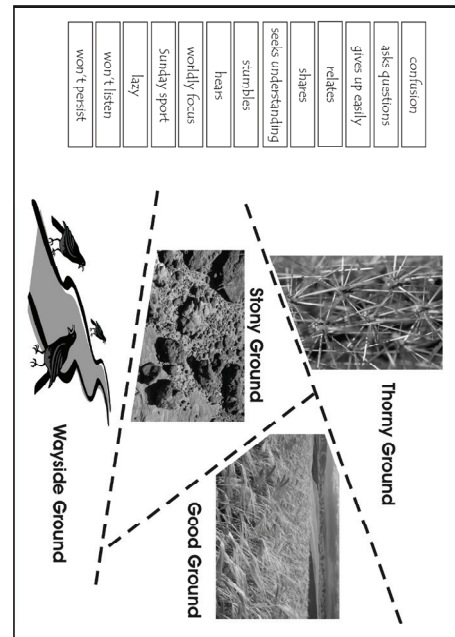 confusion
asks questions
gives up easily
relates
shares
seeks understanding
stumbles
hears
worldly focus
Sunday sport
lazy
won't listen
won't persist
Thorny Ground
Stony Ground
Good Ground
Wayside Ground